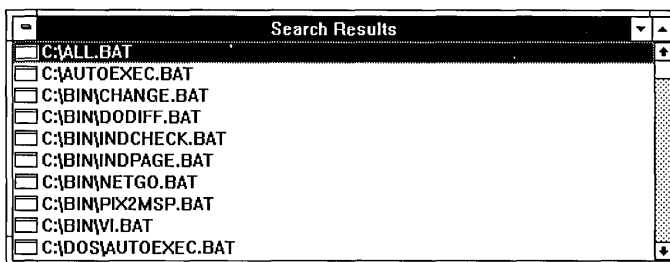 Search Results
C:\ALL.BAT
C:\AUTOEXEC.BAT
C:\BIN\CHANGE.BAT
C:\BIN\DODIFF.BAT
C:\BIN\INDCHECK.BAT
C:\BIN\INDPAGE.BAT
C:\BIN\NETGO.BAT
C:\BIN\PIX2MSP.BAT
C:\BIN\VI.BAT
C:\DOS\AUTOEXEC.BAT